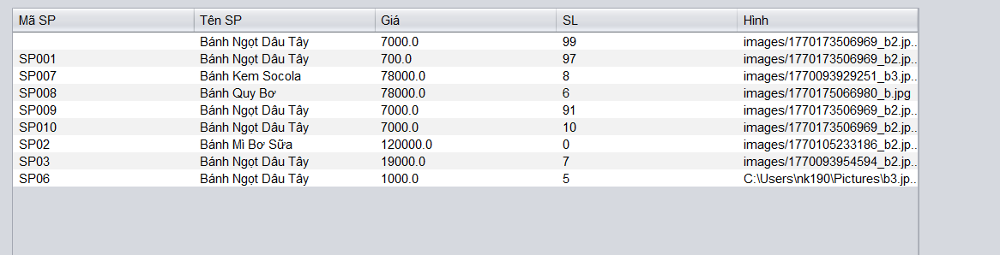 Mã SP Tên SP Giá SL Hình
Bánh Ngọt Dâu Tây 7000.0 99 images/1770173506969_b2.jp...
SP001 Bánh Ngọt Dâu Tây 700.0 97 images/1770173506969_b2.jp...
SP007 Bánh Kem Socola 78000.0 8 images/1770093929251_b3.jp...
SP008 Bánh Quy Bơ 78000.0 6 images/1770175066980_b.jpg
SP009 Bánh Ngọt Dâu Tây 7000.0 91 images/1770173506969_b2.jp...
SP010 Bánh Ngọt Dâu Tây 7000.0 10 images/1770173506969_b2.jp...
SP02 Bánh Mì Bơ Sữa 120000.0 0 images/1770105233186_b2.jp...
SP03 Bánh Ngọt Dâu Tây 19000.0 7 images/1770093954594_b2.jp...
SP06 Bánh Ngọt Dâu Tây 1000.0 5 C:\Users\nk190\Pictures\b3.jp...